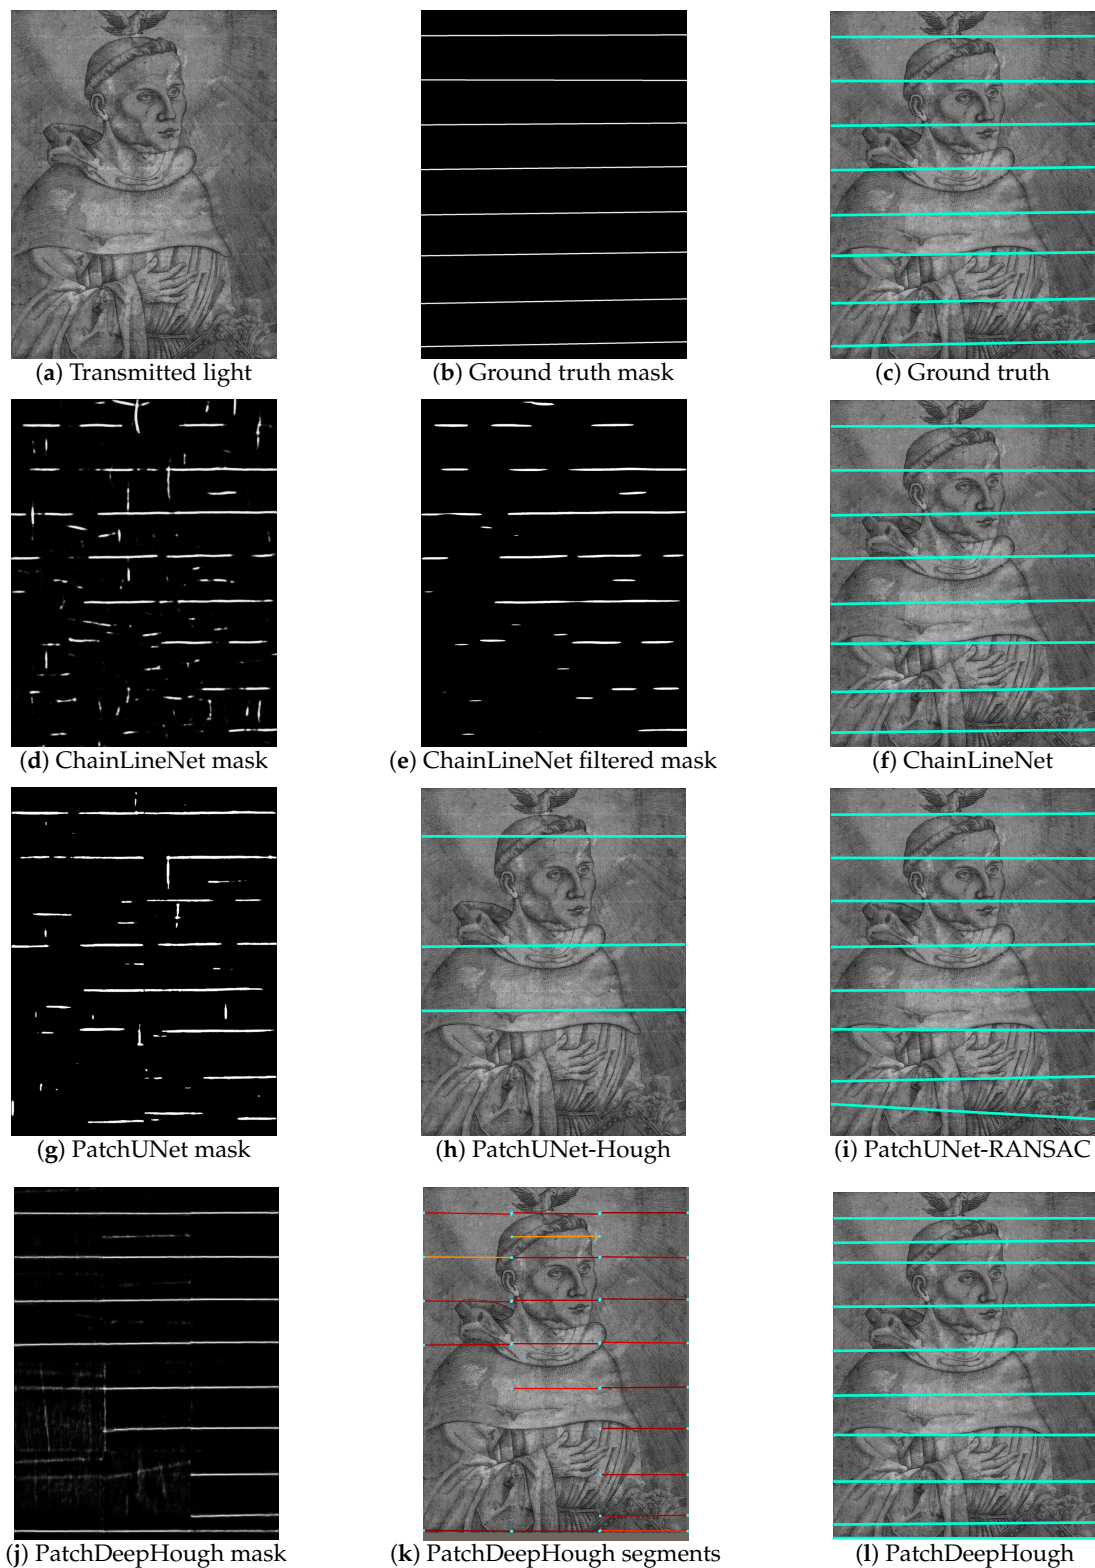 (a) Transmitted light
(b) Ground truth mask
(c) Ground truth
(d) ChainLineNet mask
(e) ChainLineNet filtered mask
(f) ChainLineNet
(g) PatchUNet mask
(h) PatchUNet-Hough
(i) PatchUNet-RANSAC
(j) PatchDeepHough mask
(k) PatchDeepHough segments
(l) PatchDeepHough